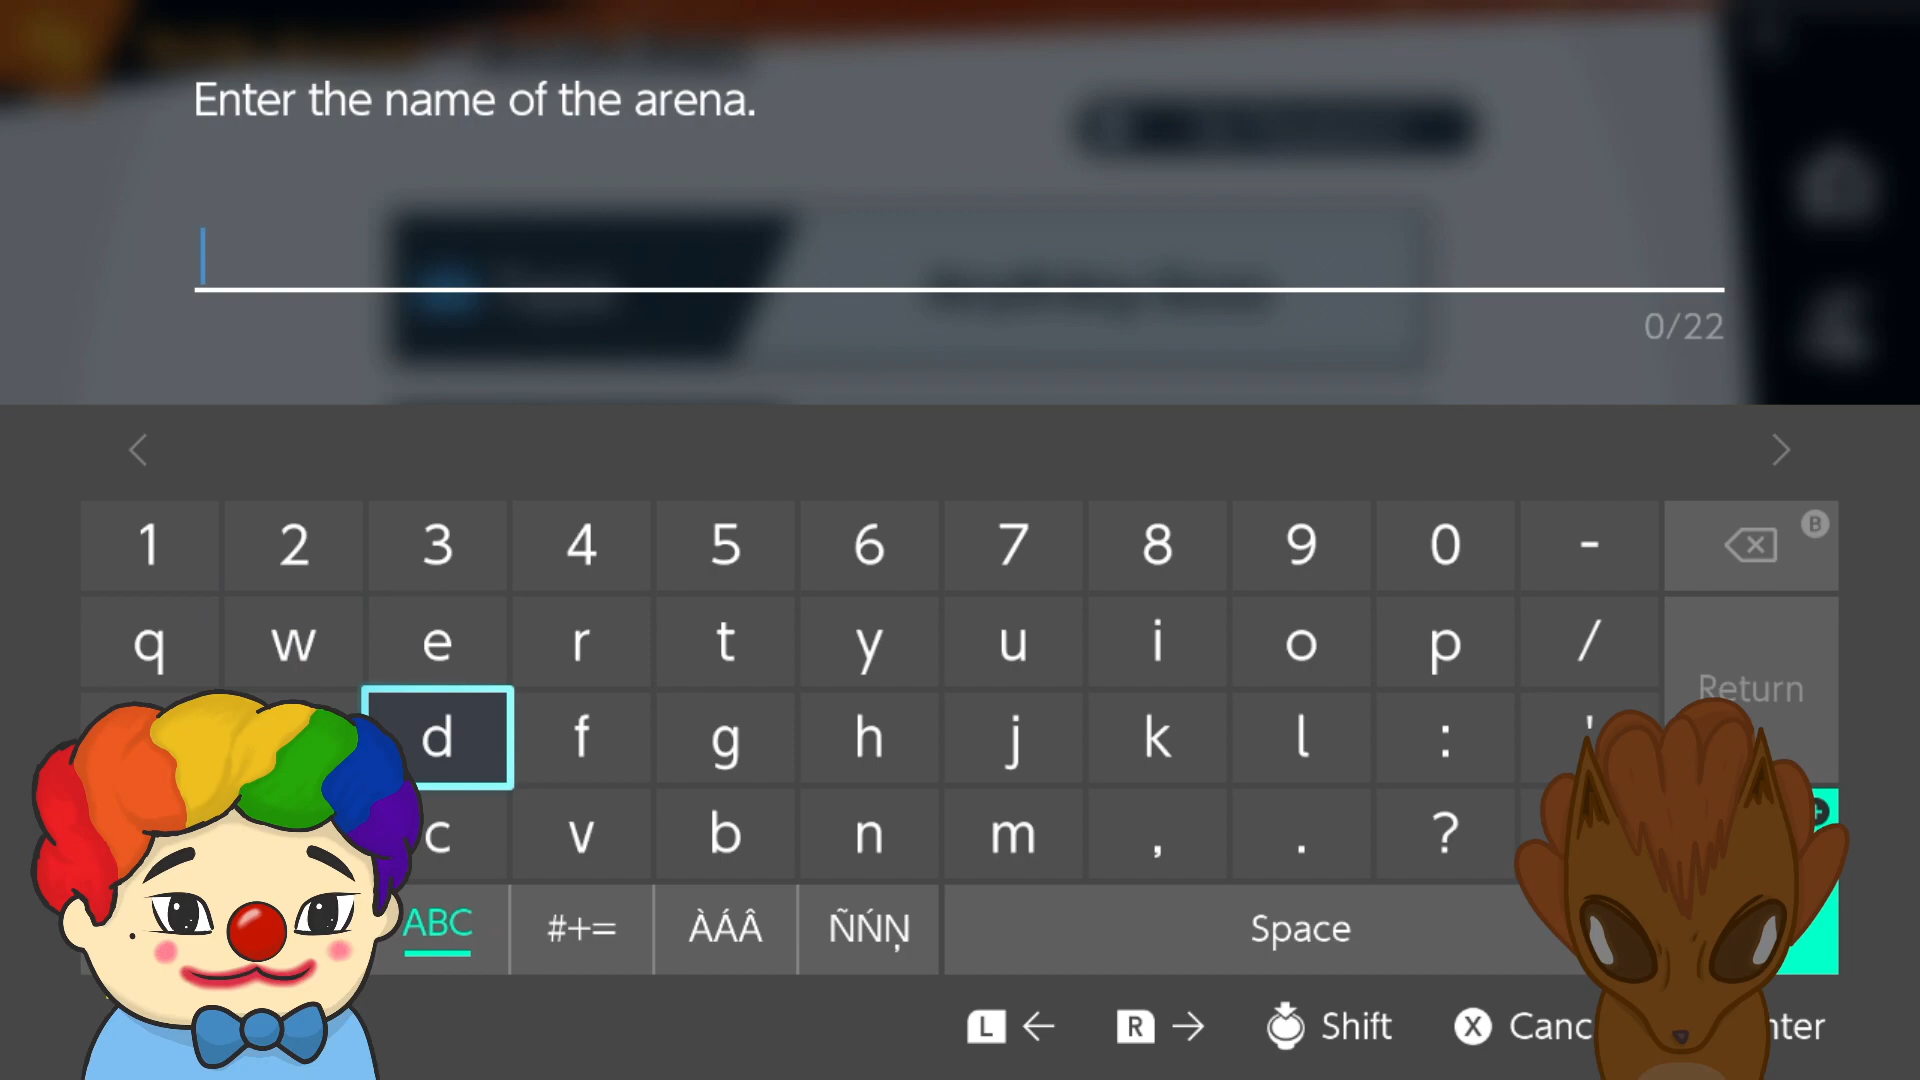 Enter the name of the arena.
0/22
1 2 3 4 5 6 7 8 9 0 - B
q w e r t y u i o p /
Return
d f g h j k l : '
c v b n m , . ? +
ABC #+= ÀÁÂ ÑŃŅ Space
L ← R → Shift X Canc nter